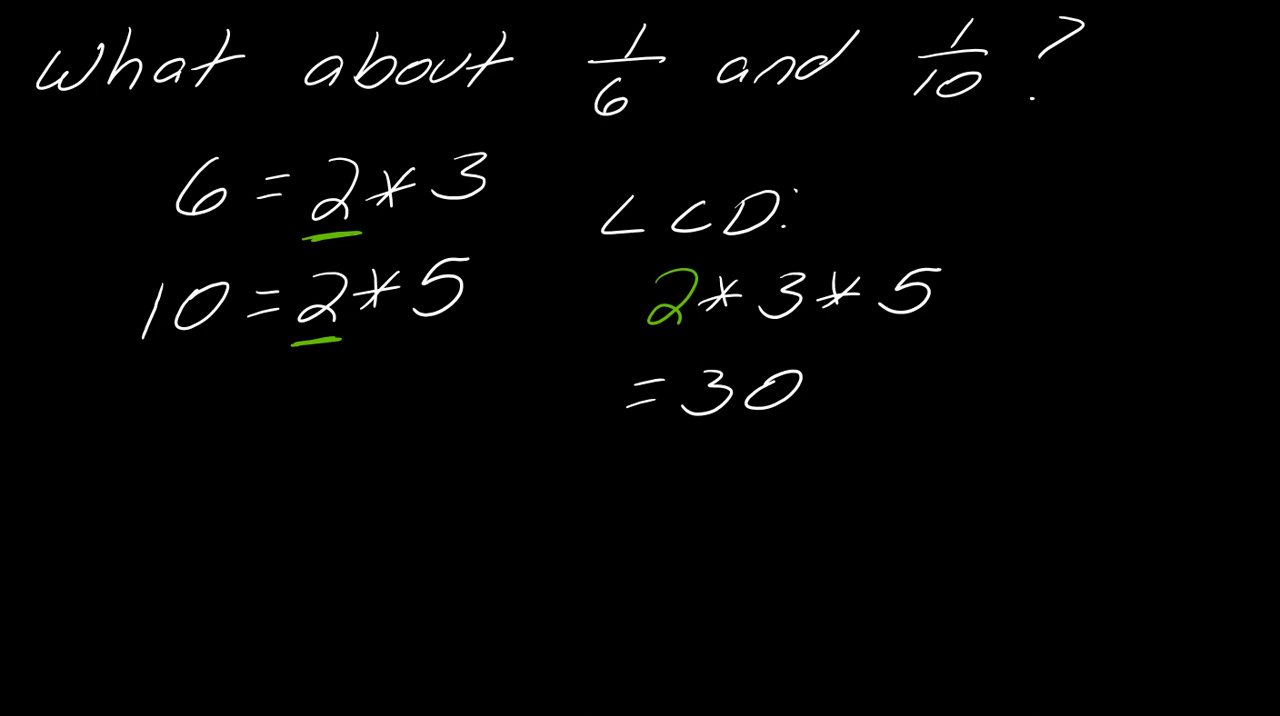 What about 1/6 and 1/10 ?
6 = 2 * 3
10 = 2 * 5
LCD:
2 * 3 * 5
= 30